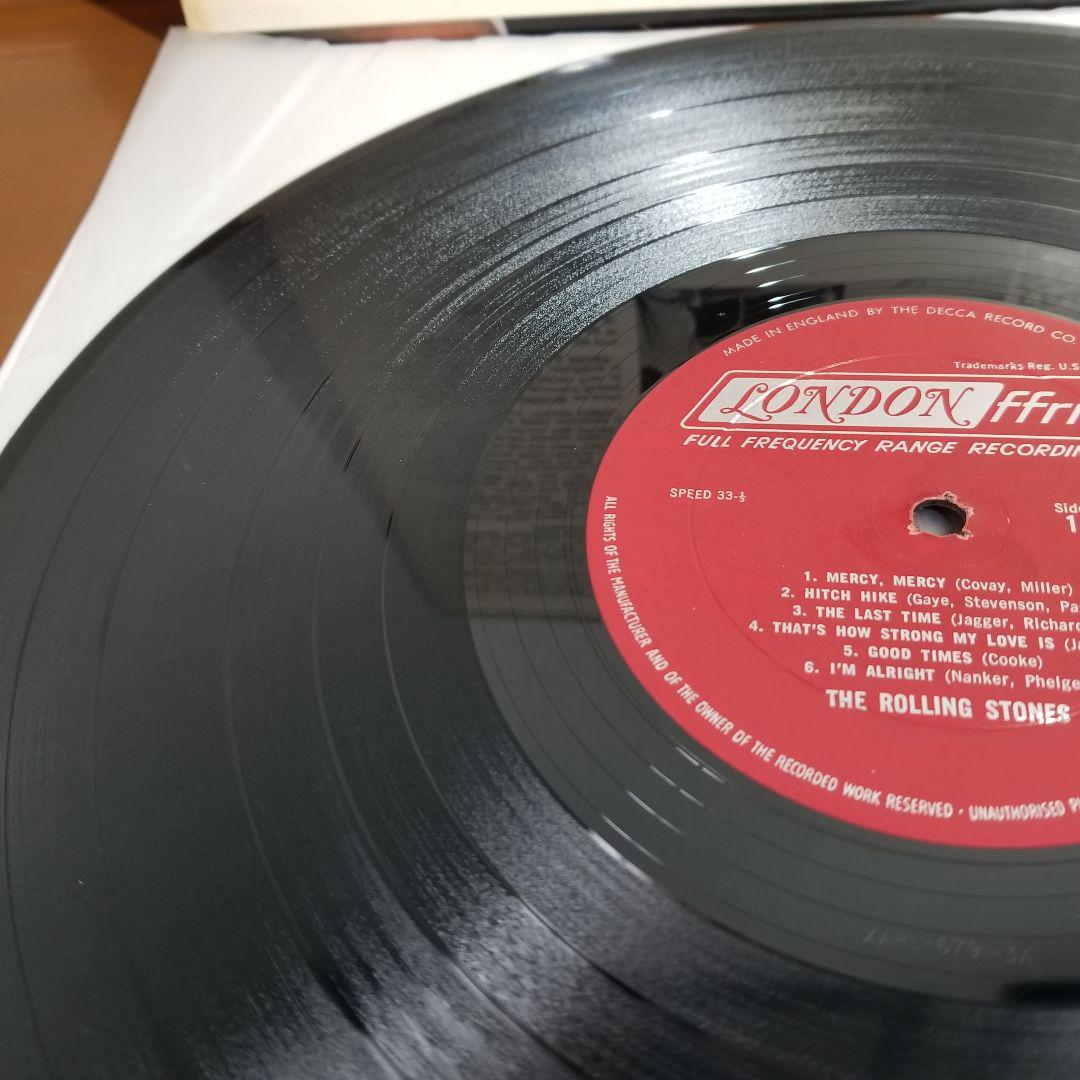 MADE IN ENGLAND BY THE DECCA RECORD CO.
Trademarks Reg. U.S
LONDON ffrr
FULL FREQUENCY RANGE RECORDIN
SPEED 33-⅓
Side
1
1. MERCY, MERCY (Covay, Miller)
2. HITCH HIKE (Gaye, Stevenson, Pa
3. THE LAST TIME (Jagger, Richard
4. THAT'S HOW STRONG MY LOVE IS (Ja
5. GOOD TIMES (Cooke)
6. I'M ALRIGHT (Nanker, Phelge
THE ROLLING STONES
ALL RIGHTS OF THE MANUFACTURER AND OF THE OWNER OF THE RECORDED WORK RESERVED · UNAUTHORISED P